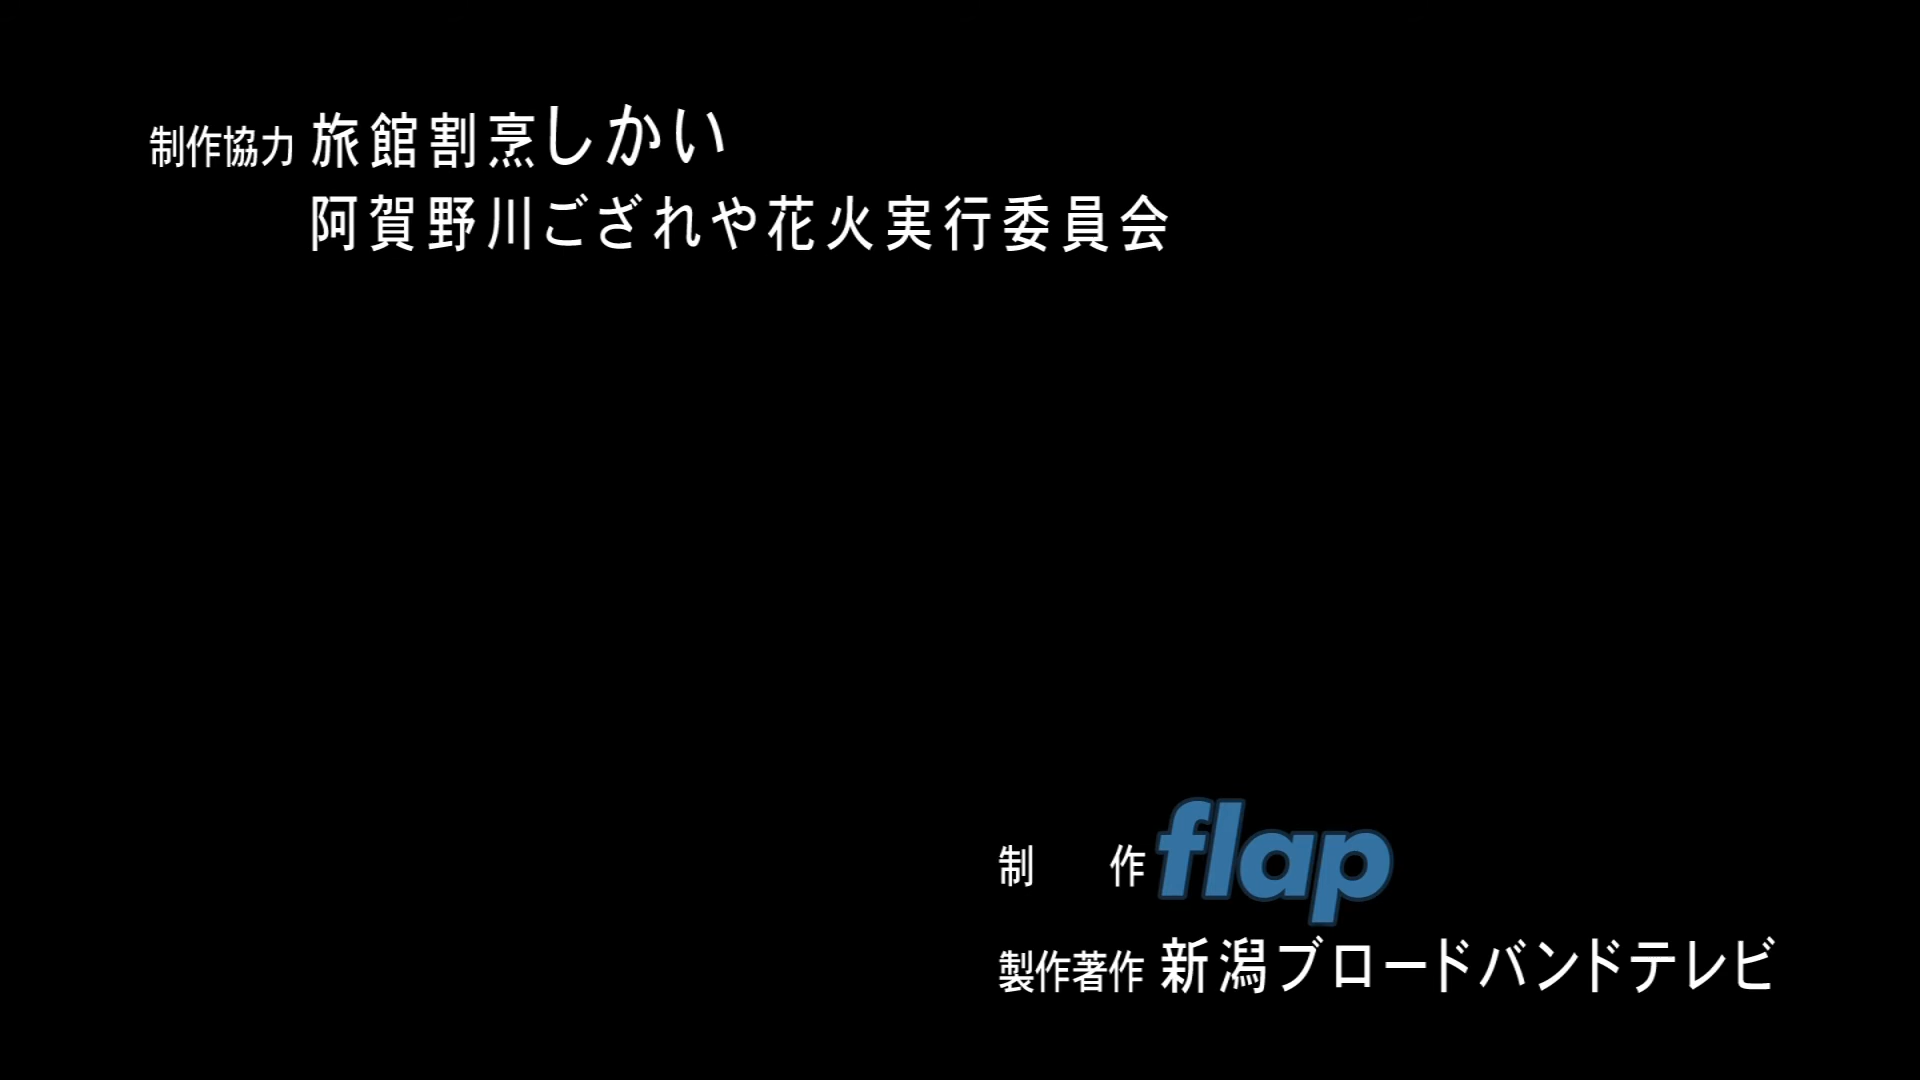 制作協力 旅館割烹しかい
阿賀野川ござれや花火実行委員会
制　作 flap
製作著作 新潟ブロードバンドテレビ